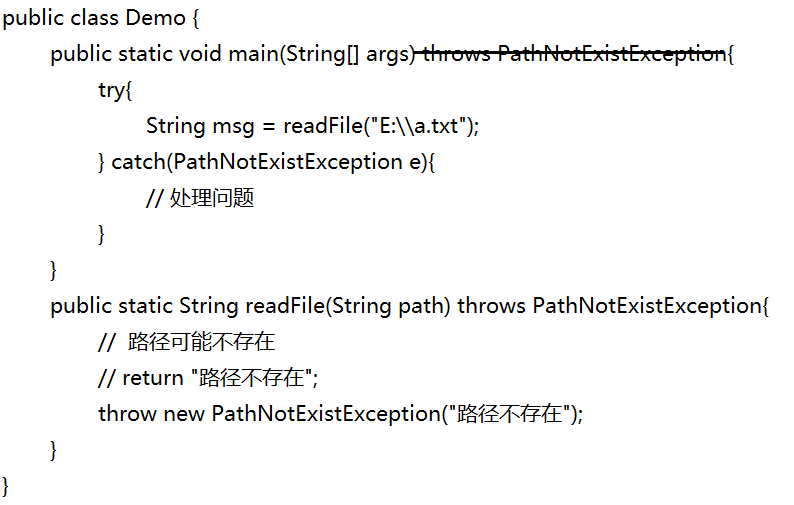 public class Demo {
public static void main(String[] args) throws PathNotExistException{
try{
String msg = readFile("E:\\a.txt");
} catch(PathNotExistException e){
// 处理问题
}
}
public static String readFile(String path) throws PathNotExistException{
// 路径可能不存在
// return "路径不存在";
throw new PathNotExistException("路径不存在");
}
}